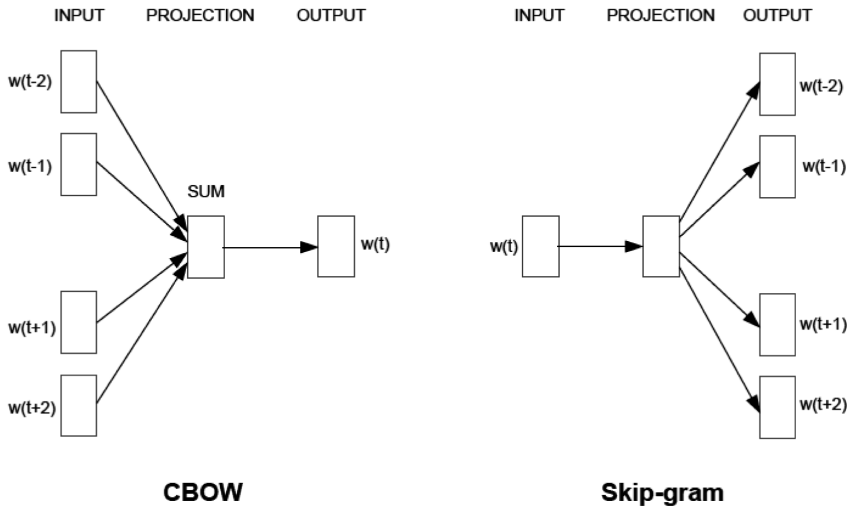 INPUT PROJECTION OUTPUT
w(t-2)
w(t-1)
SUM
w(t)
w(t+1)
w(t+2)
CBOW
INPUT PROJECTION OUTPUT
w(t-2)
w(t-1)
w(t)
w(t+1)
w(t+2)
Skip-gram